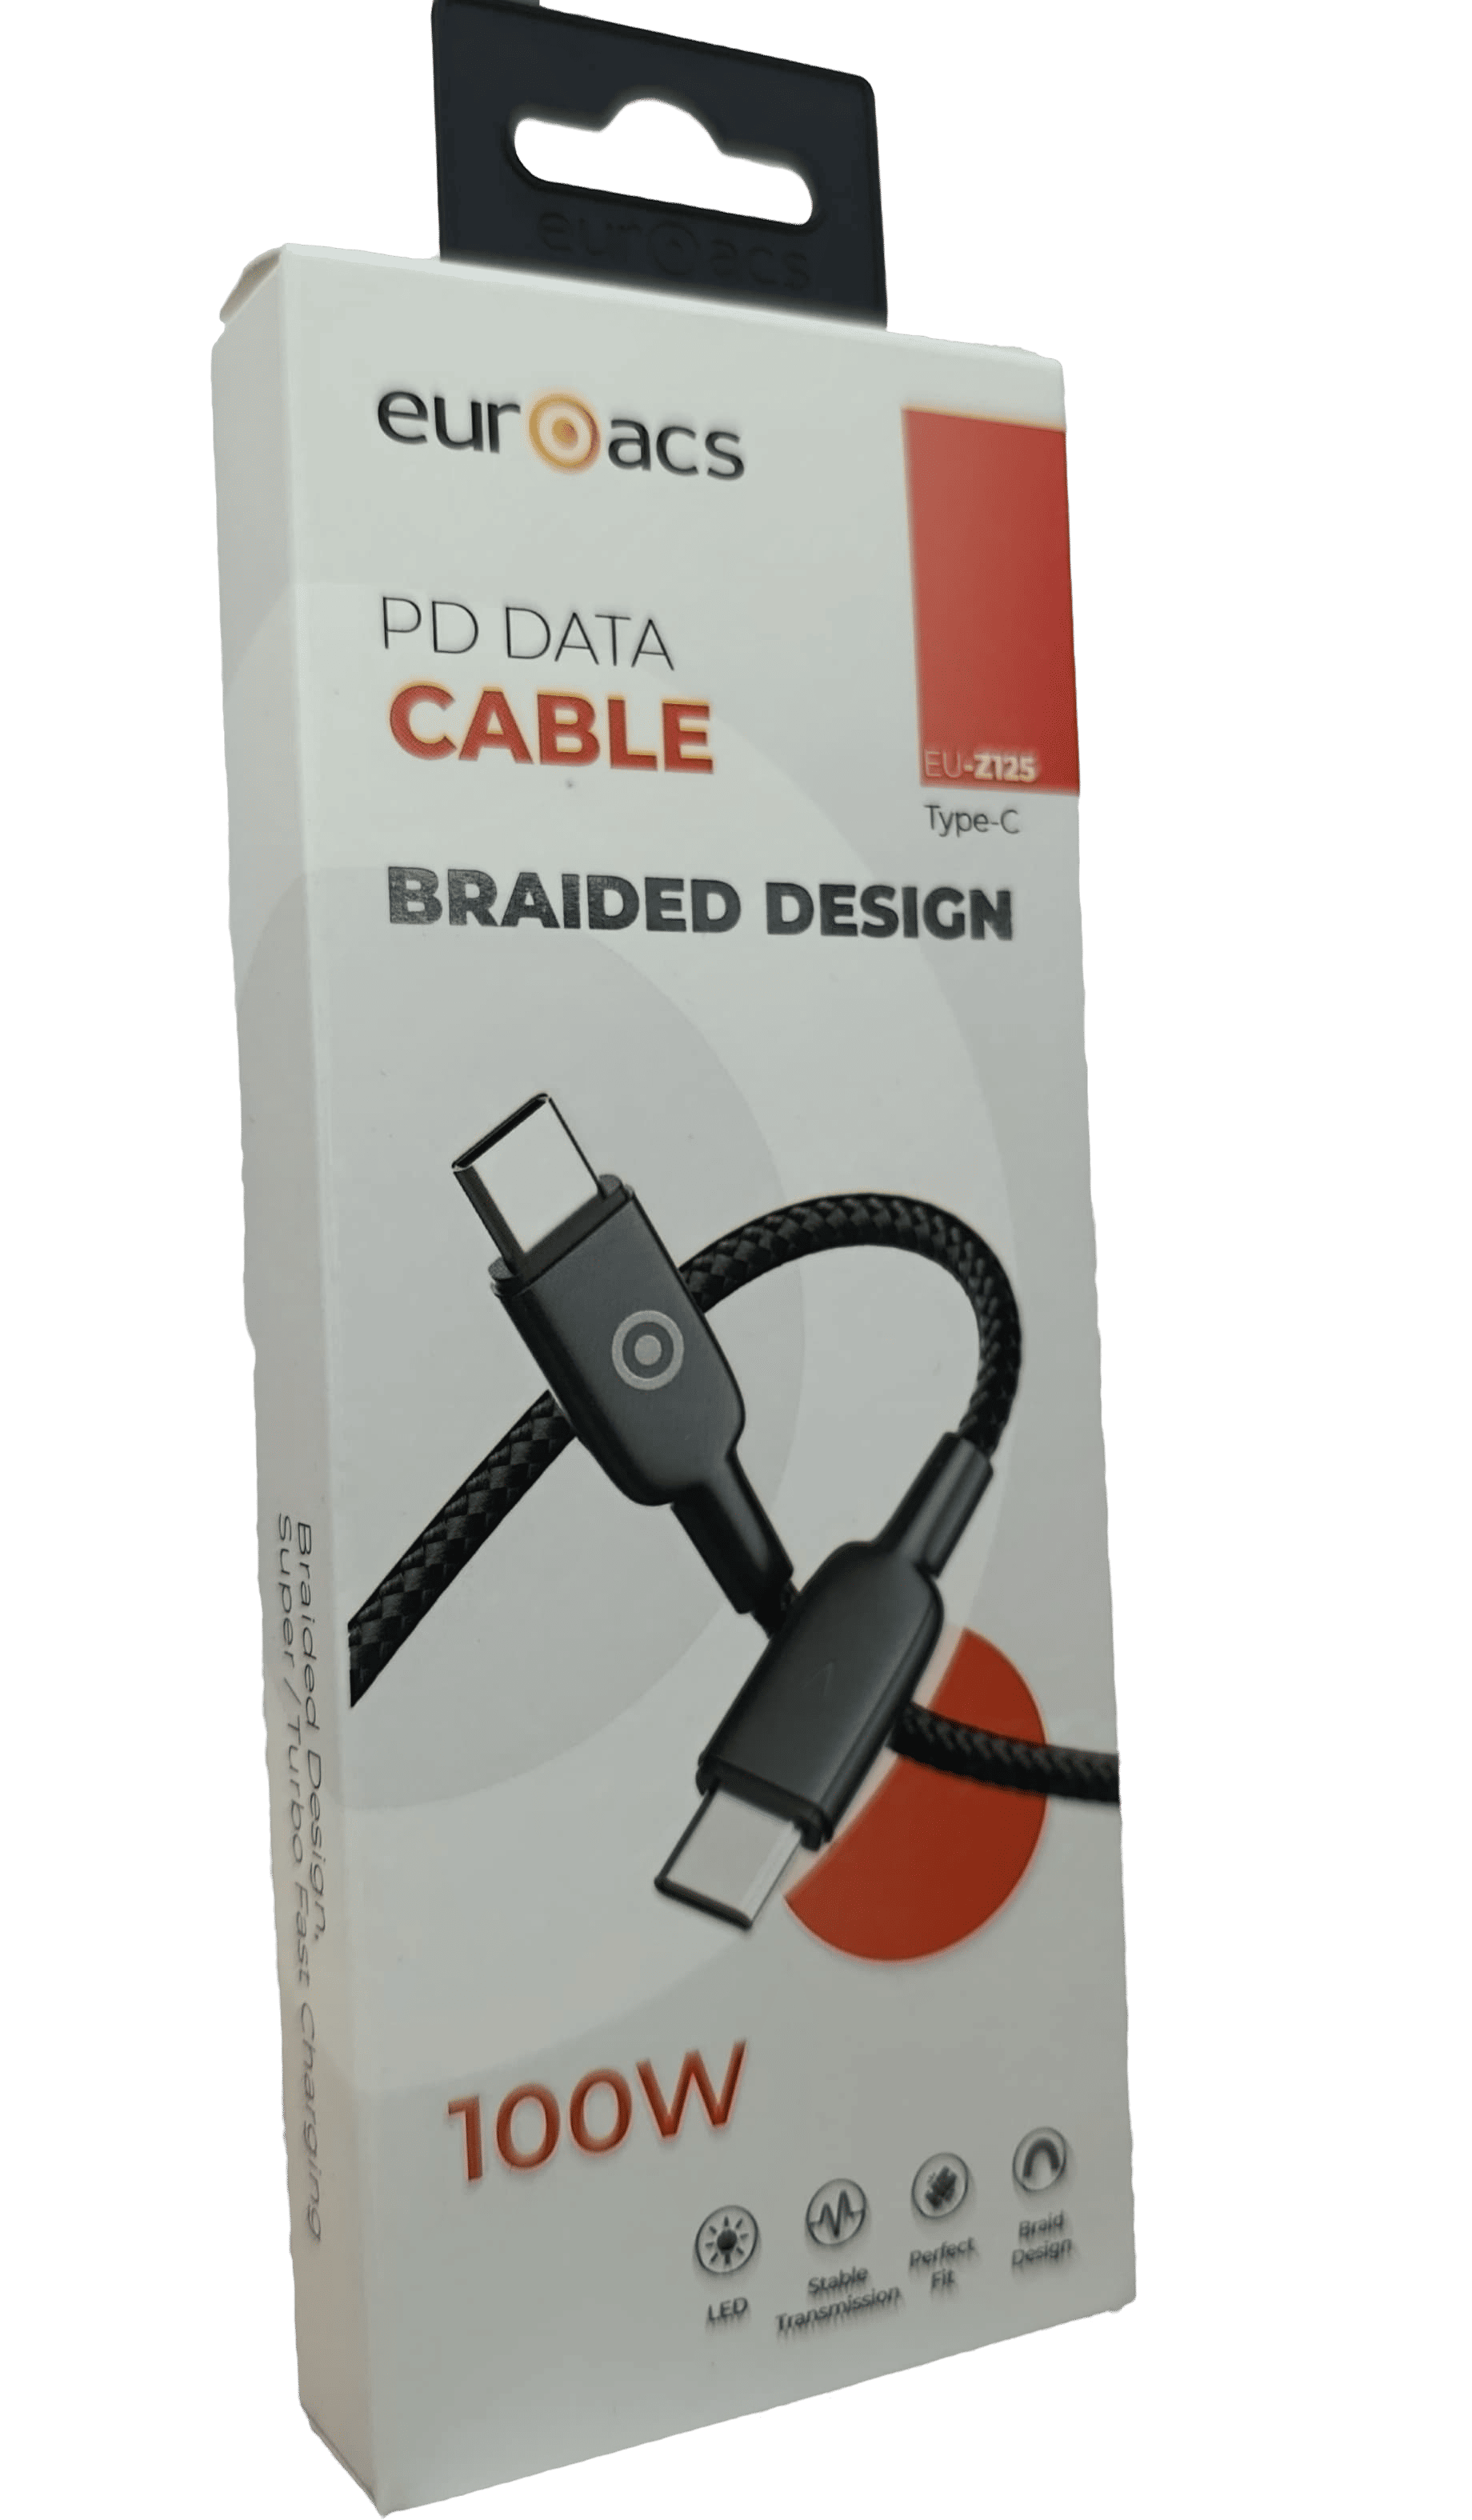 euroacs
euroacs
PD DATA
CABLE
EU-Z125
Type-C
BRAIDED DESIGN
100W
LED
Stable
Transmission
Perfect
Fit
Braid
Design
Braided Design,
Super / Turbo Fast Charging